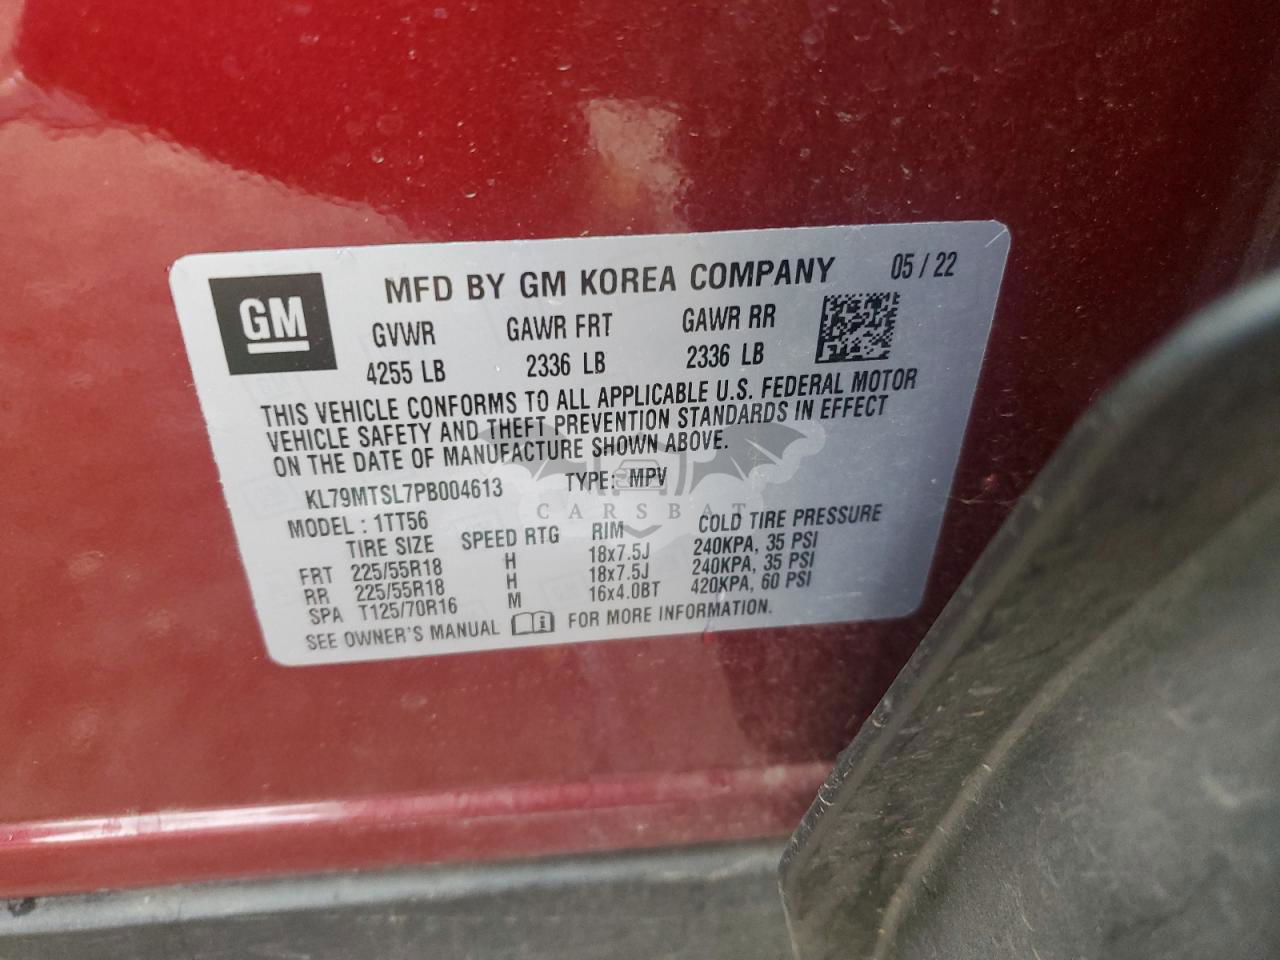 GM
MFD BY GM KOREA COMPANY 05 / 22
GVWR GAWR FRT GAWR RR
4255 LB 2336 LB 2336 LB
THIS VEHICLE CONFORMS TO ALL APPLICABLE U.S. FEDERAL MOTOR
VEHICLE SAFETY AND THEFT PREVENTION STANDARDS IN EFFECT
ON THE DATE OF MANUFACTURE SHOWN ABOVE.
KL79MTSL7PB004613 TYPE: MPV
CARSBAT
MODEL : 1TT56
TIRE SIZE SPEED RTG RIM COLD TIRE PRESSURE
FRT 225/55R18 H 18x7.5J 240KPA, 35 PSI
RR 225/55R18 H 18x7.5J 240KPA, 35 PSI
SPA T125/70R16 M 16x4.0BT 420KPA, 60 PSI
SEE OWNER'S MANUAL FOR MORE INFORMATION.